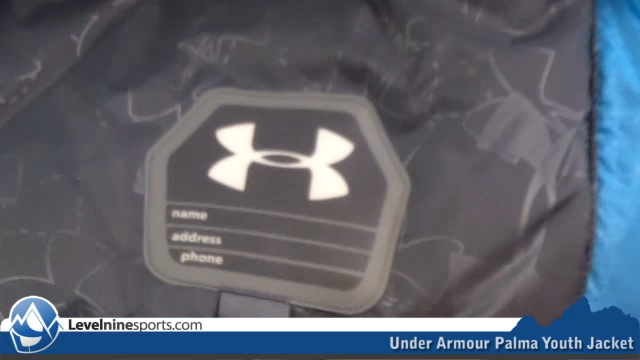 name
address
phone
Levelninesports.com
Under Armour Palma Youth Jacket